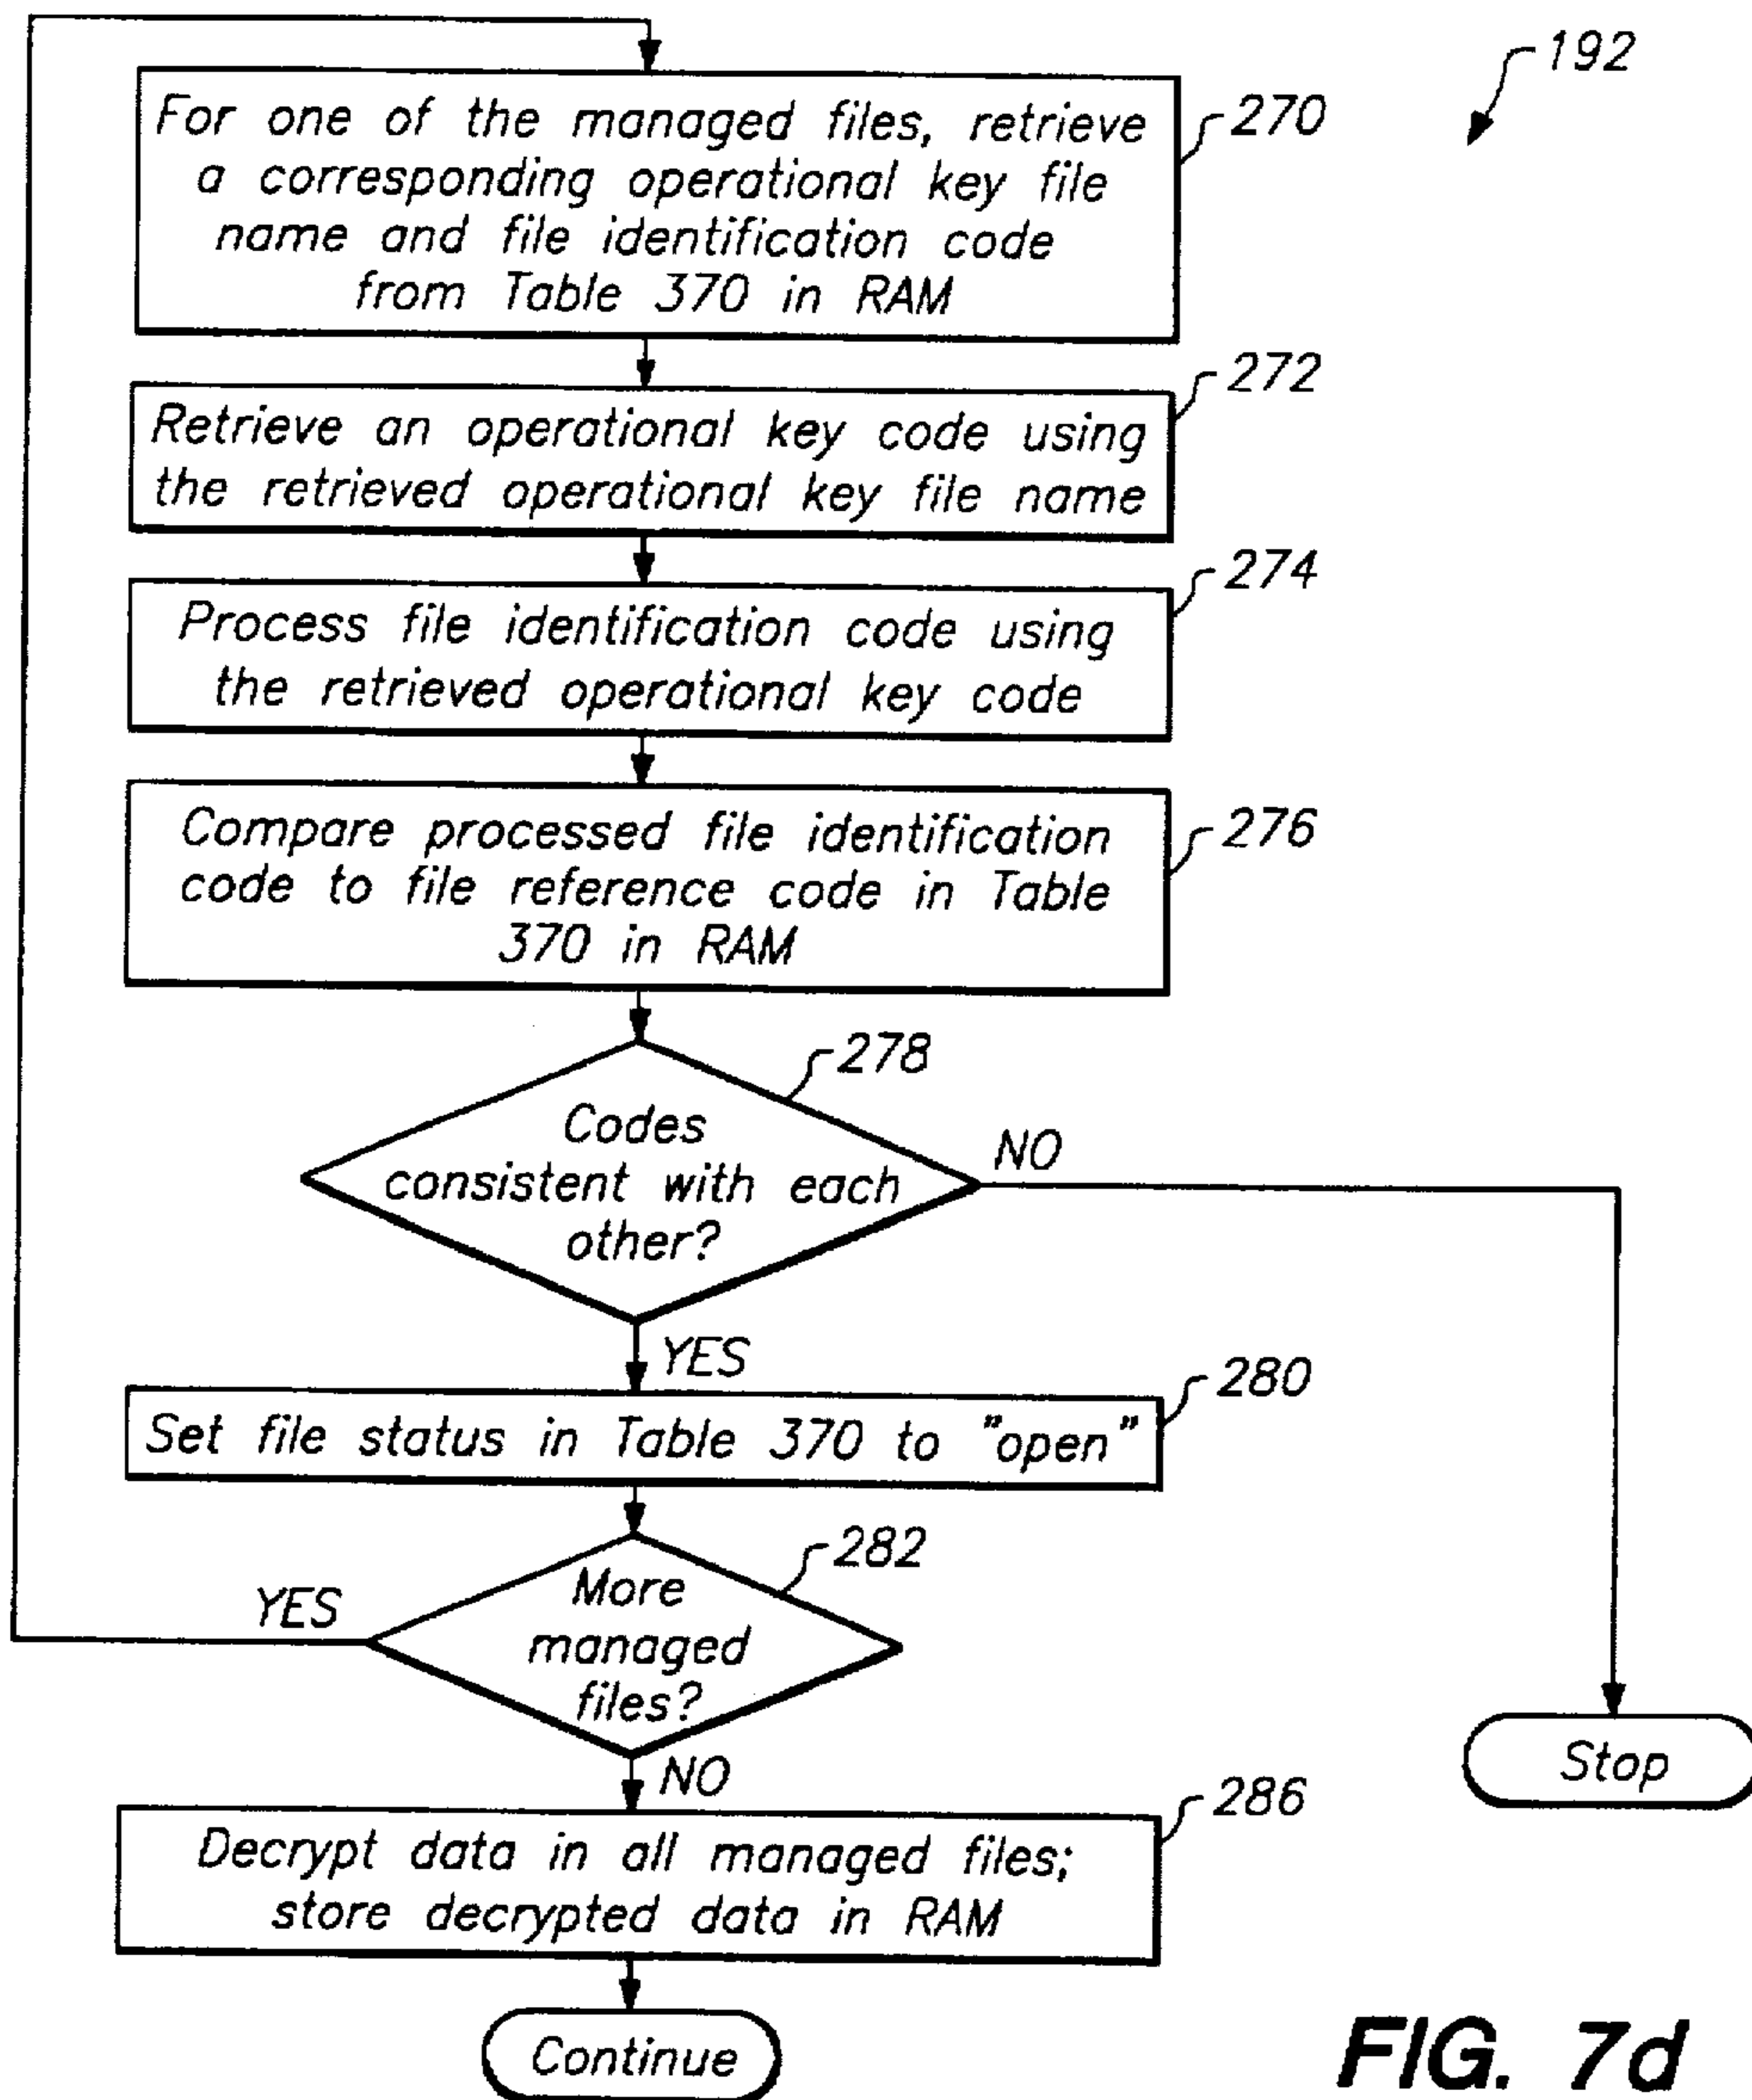 192
For one of the managed files, retrieve
a corresponding operational key file
name and file identification code
from Table 370 in RAM
270
Retrieve an operational key code using
the retrieved operational key file name
272
Process file identification code using
the retrieved operational key code
274
Compare processed file identification
code to file reference code in Table
370 in RAM
276
278
Codes
consistent with each
other?
NO
YES
Set file status in Table 370 to "open"
280
282
More
managed
files?
YES
NO
Stop
Decrypt data in all managed files;
store decrypted data in RAM
286
Continue
FIG. 7d